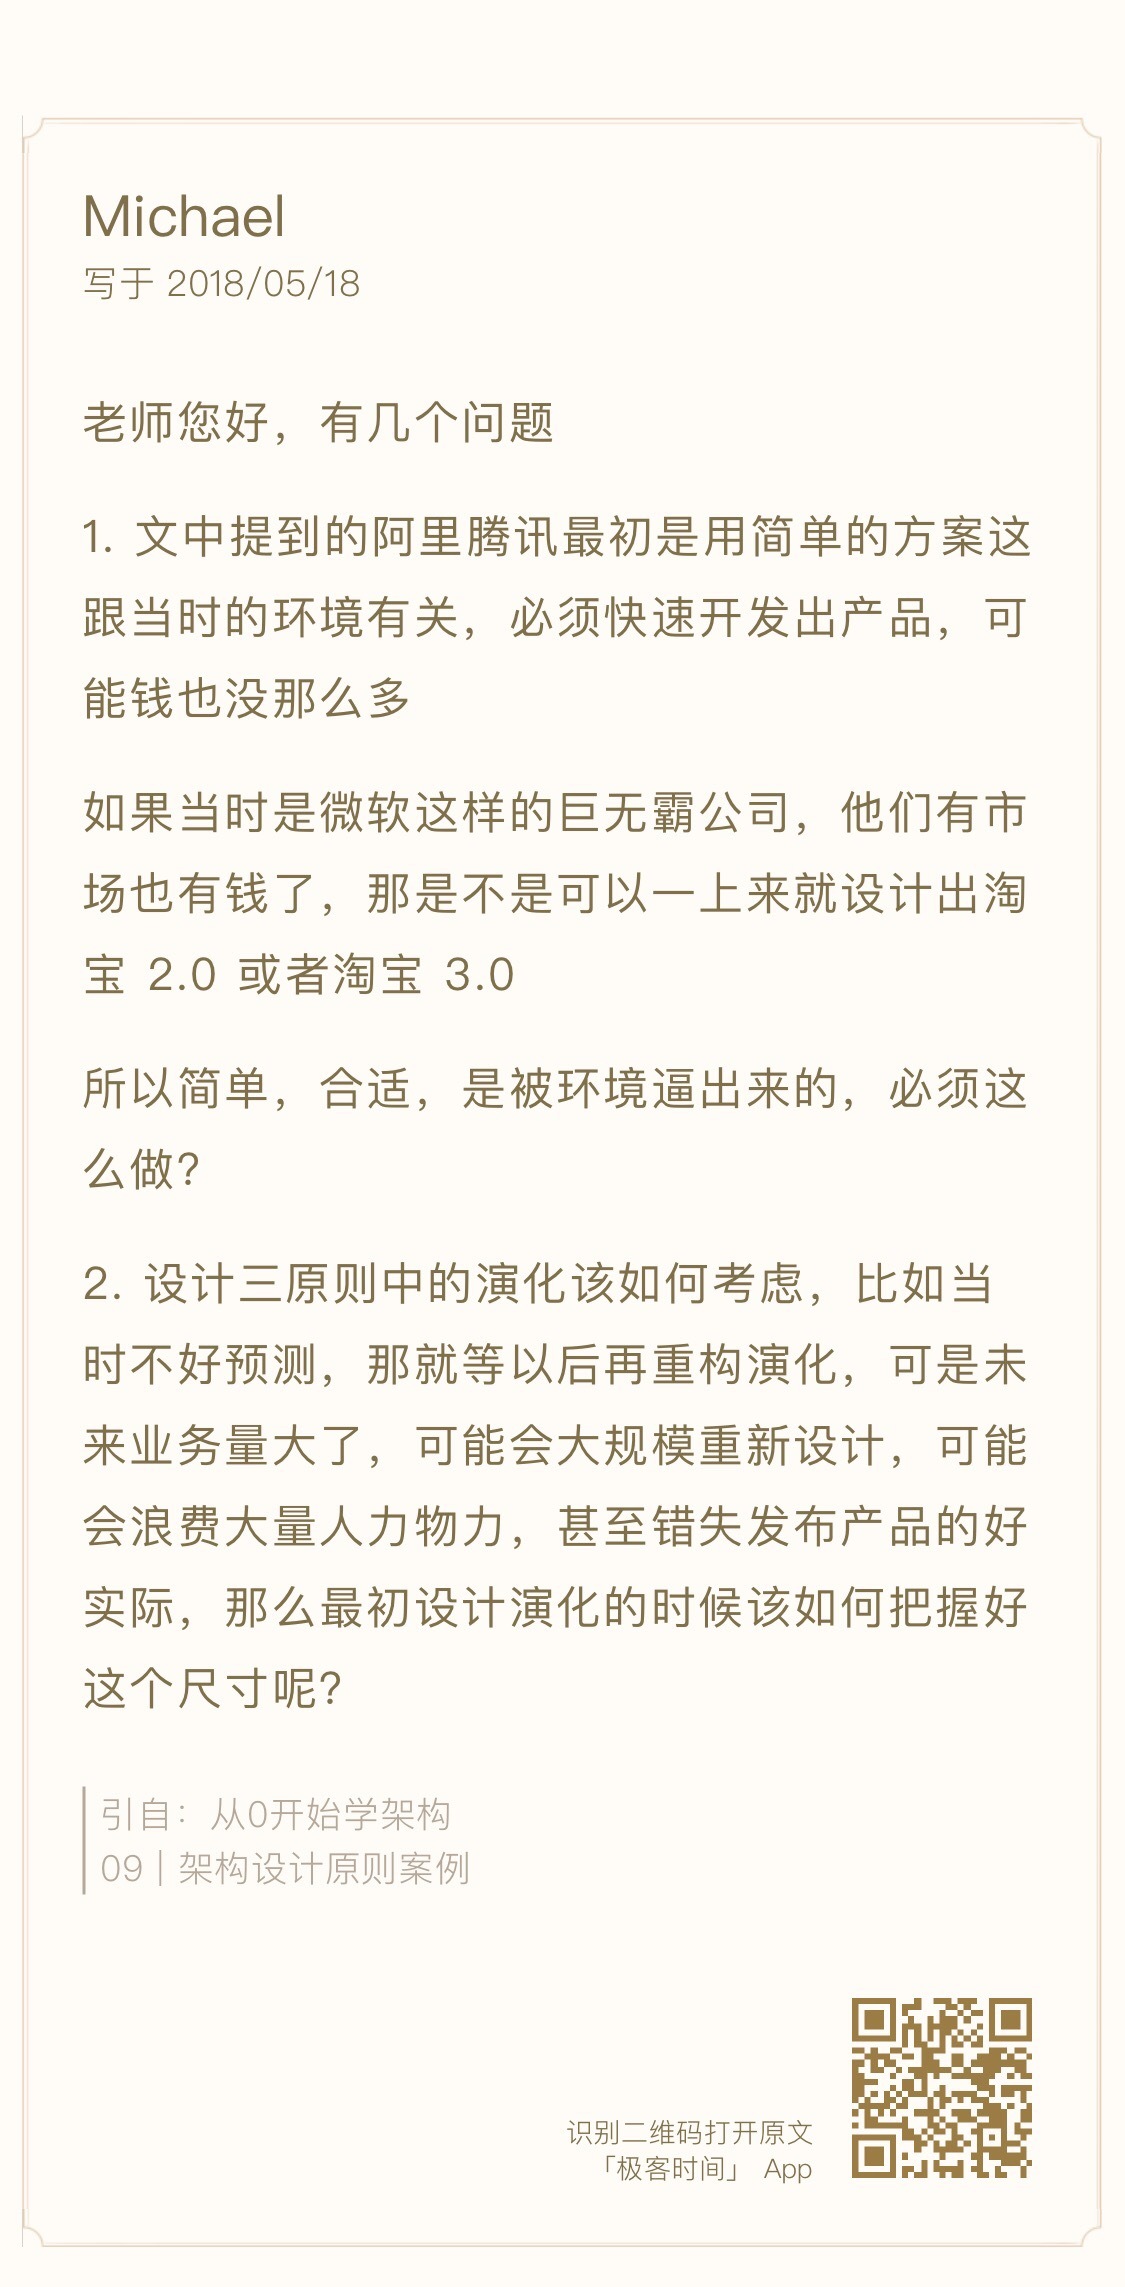 Michael
写于 2018/05/18
老师您好，有几个问题
1. 文中提到的阿里腾讯最初是用简单的方案这
跟当时的环境有关，必须快速开发出产品，可
能钱也没那么多
如果当时是微软这样的巨无霸公司，他们有市
场也有钱了，那是不是可以一上来就设计出淘
宝 2.0 或者淘宝 3.0
所以简单，合适，是被环境逼出来的，必须这
么做？
2. 设计三原则中的演化该如何考虑，比如当
时不好预测，那就等以后再重构演化，可是未
来业务量大了，可能会大规模重新设计，可能
会浪费大量人力物力，甚至错失发布产品的好
实际，那么最初设计演化的时候该如何把握好
这个尺寸呢？
引自：从0开始学架构
09 | 架构设计原则案例
识别二维码打开原文
「极客时间」 App